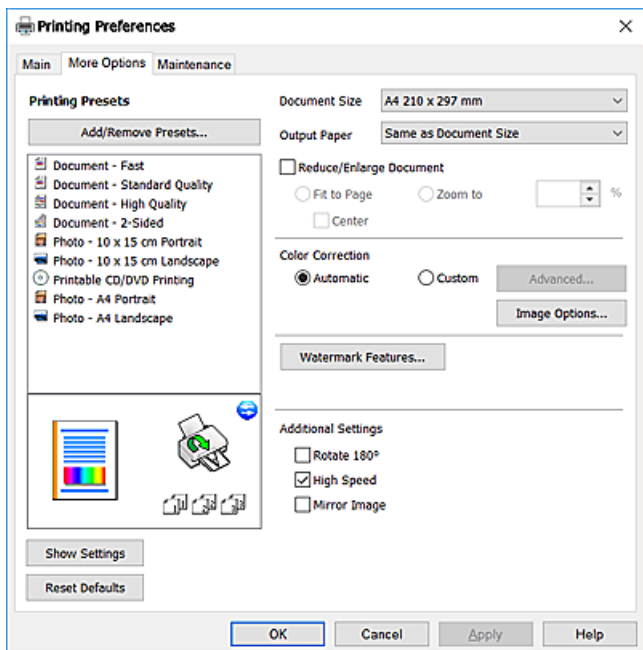 Printing Preferences
Main
More Options
Maintenance
Printing Presets
Add/Remove Presets...
Document - Fast
Document - Standard Quality
Document - High Quality
Document - 2-Sided
Photo - 10 x 15 cm Portrait
Photo - 10 x 15 cm Landscape
Printable CD/DVD Printing
Photo - A4 Portrait
Photo - A4 Landscape
Show Settings
Reset Defaults
Document Size
A4 210 x 297 mm
Output Paper
Same as Document Size
Reduce/Enlarge Document
Fit to Page
Zoom to
%
Center
Color Correction
Automatic
Custom
Advanced...
Image Options...
Watermark Features...
Additional Settings
Rotate 180°
High Speed
Mirror Image
OK
Cancel
Apply
Help